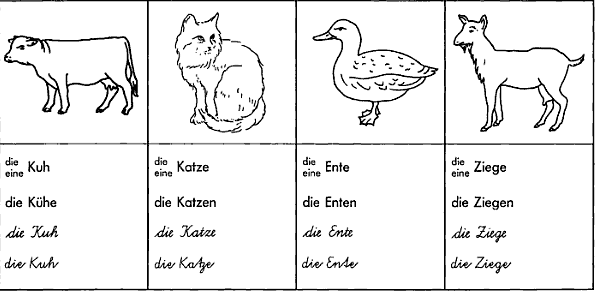 die eine Kuh
die Kühe
die Kuh
die Kuh
die eine Katze
die Katzen
die Katze
die Katze
die eine Ente
die Enten
die Ente
die Ente
die eine Ziege
die Ziegen
die Ziege
die Ziege